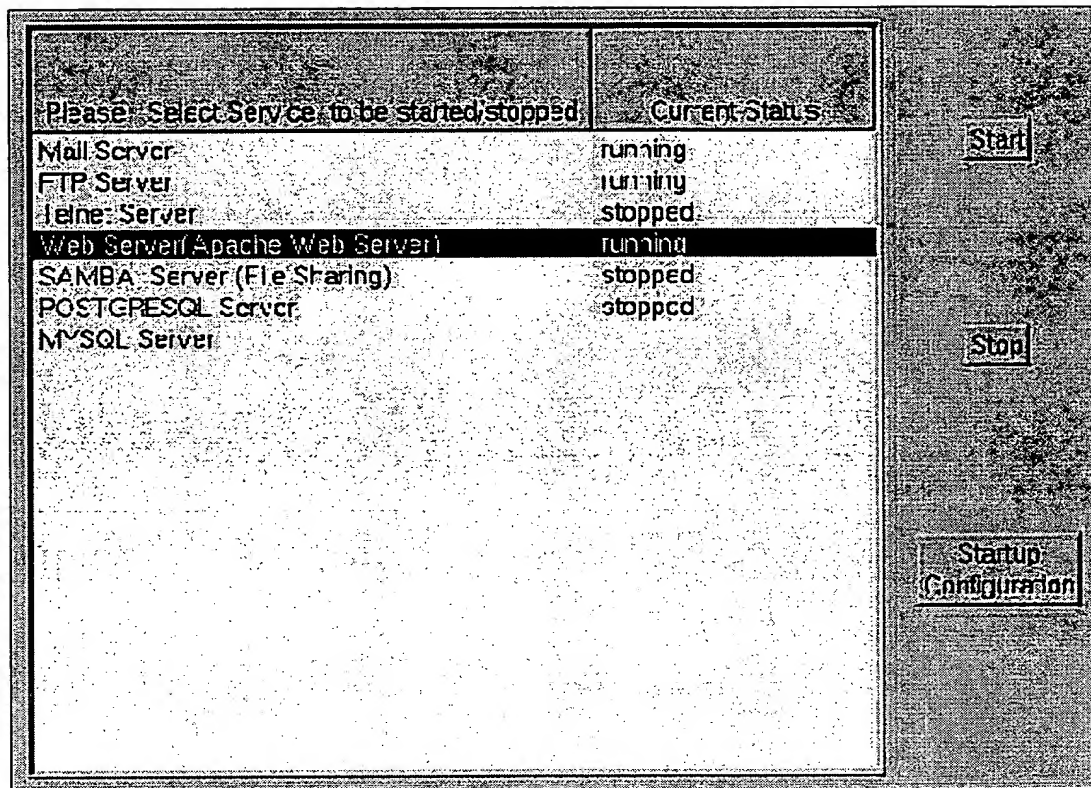 Please Select Service to be started/stopped Current Status
Mail Server running
FTP Server running
Telnet Server stopped
Web Server(Apache Web Server) running
SAMBA Server (File Sharing) stopped
POSTGRESQL Server stopped
MYSQL Server
Start
Stop
Startup
Configuration